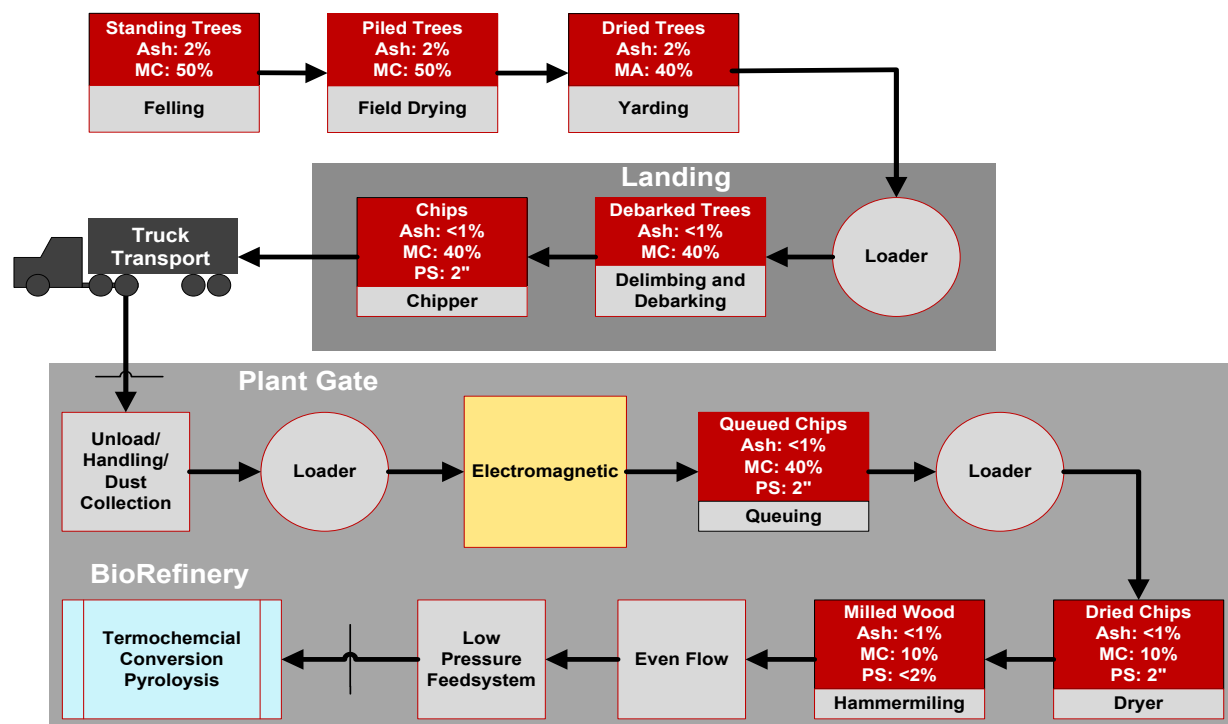 Standing Trees
Ash: 2%
MC: 50%
Felling
Piled Trees
Ash: 2%
MC: 50%
Field Drying
Dried Trees
Ash: 2%
MA: 40%
Yarding
Landing
Loader
Debarked Trees
Ash: <1%
MC: 40%
Delimbing and
Debarking
Chips
Ash: <1%
MC: 40%
PS: 2"
Chipper
Truck
Transport
Plant Gate
Unload/
Handling/
Dust
Collection
Loader
Electromagnetic
Queued Chips
Ash: <1%
MC: 40%
PS: 2"
Queuing
Loader
Dried Chips
Ash: <1%
MC: 10%
PS: 2"
Dryer
Milled Wood
Ash: <1%
MC: 10%
PS: <2%
Hammermiling
Even Flow
Low
Pressure
Feedsystem
BioRefinery
Termochemcial
Conversion
Pyroloysis